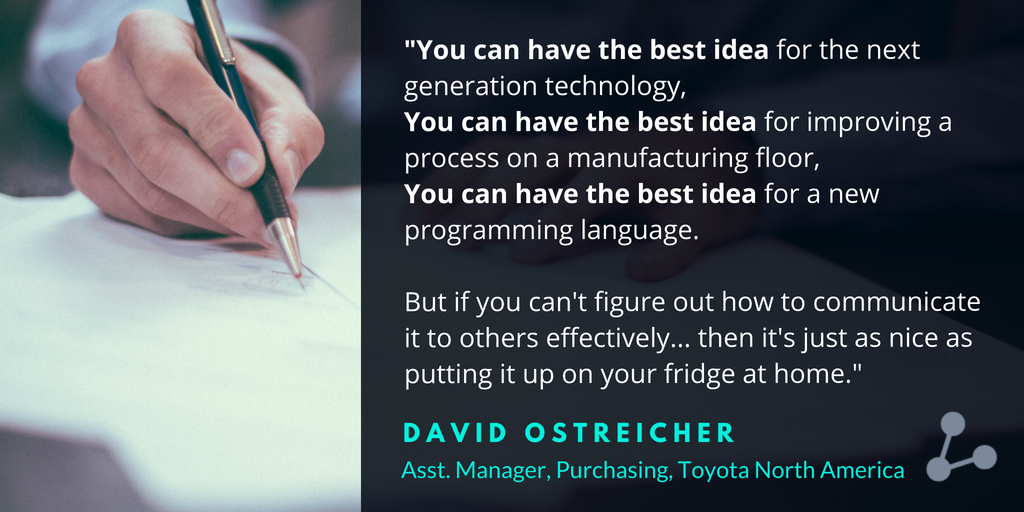 "You can have the best idea for the next
generation technology,
You can have the best idea for improving a
process on a manufacturing floor,
You can have the best idea for a new
programming language.
But if you can't figure out how to communicate
it to others effectively... then it's just as nice as
putting it up on your fridge at home."
DAVID OSTREICHER
Asst. Manager, Purchasing, Toyota North America